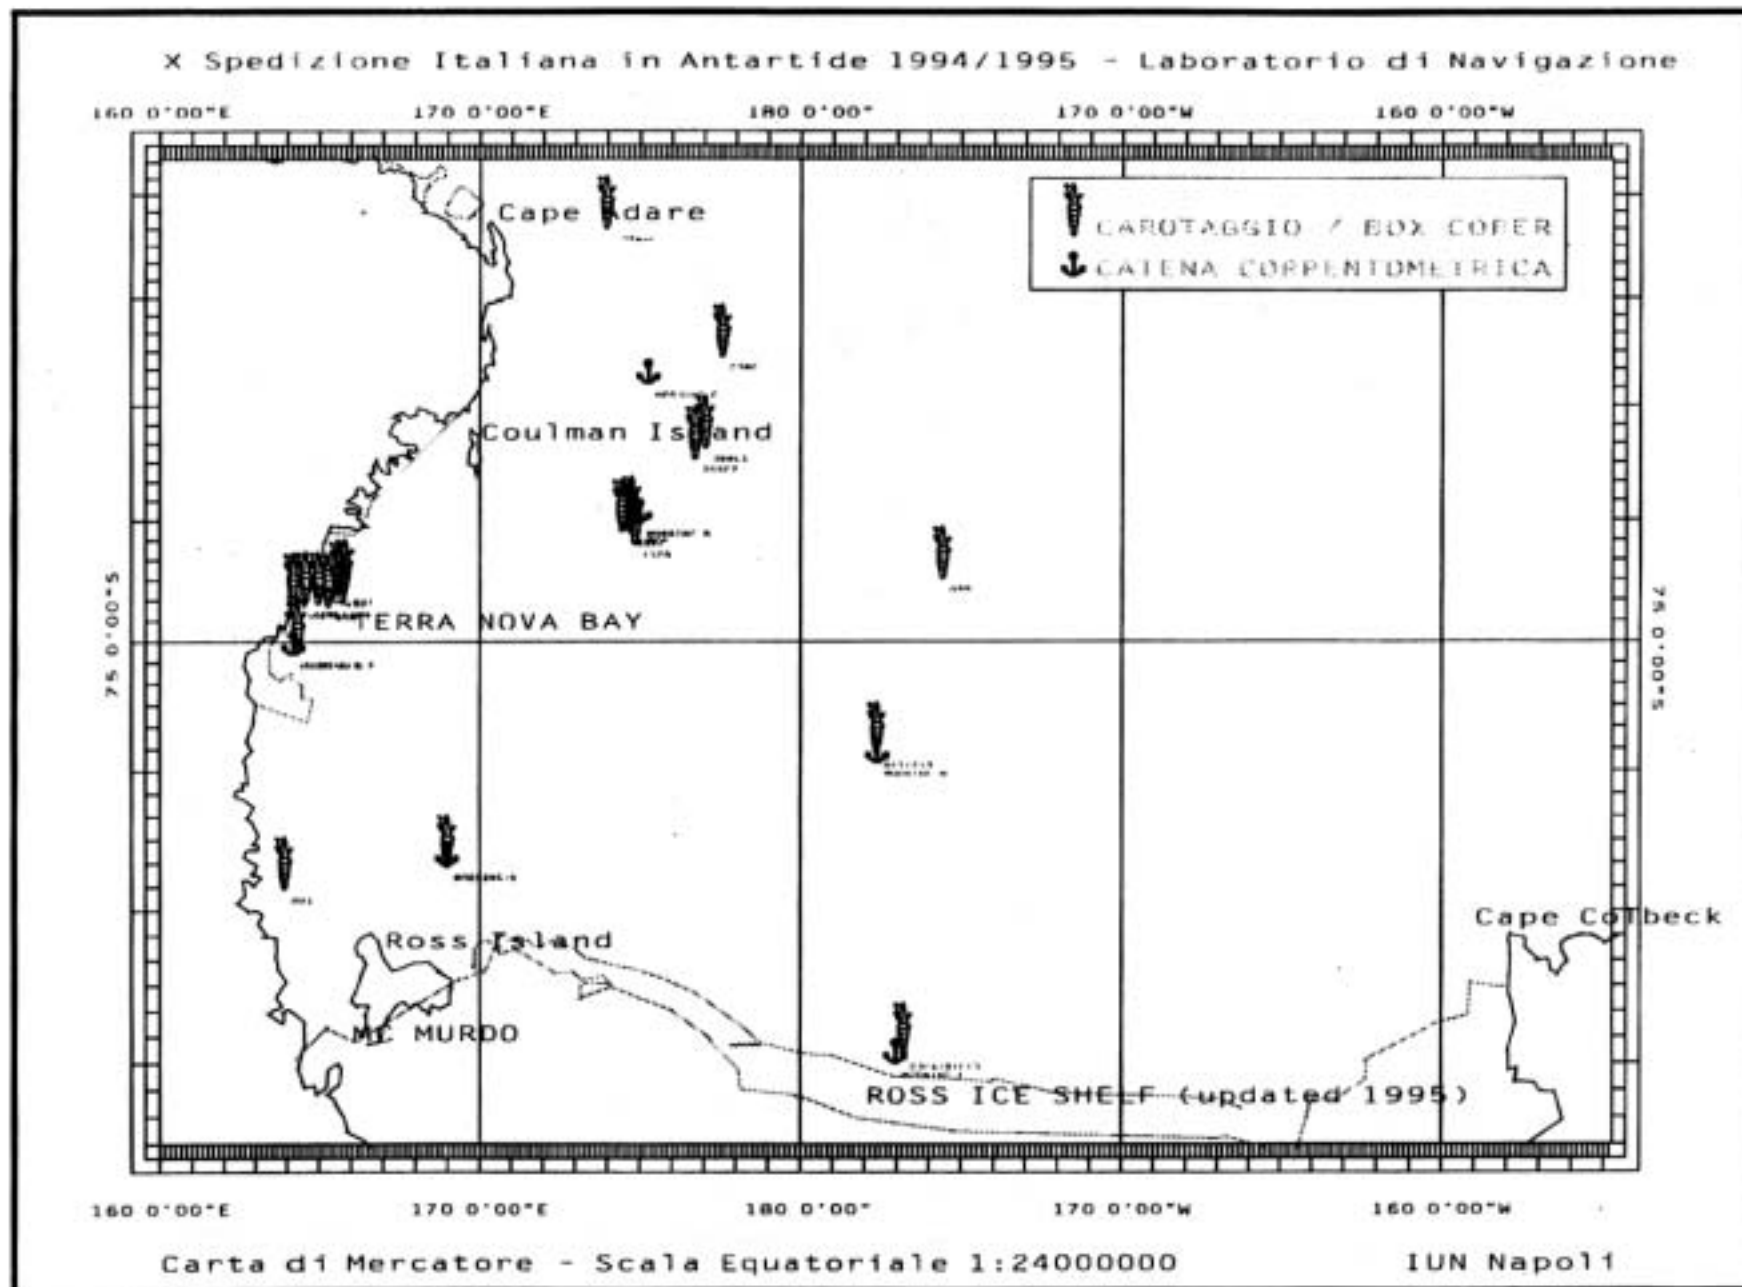 X Spedizione Italiana in Antartide 1994/1995 - Laboratorio di Navigazione
160 0'00"E 170 0'00"E 180 0'00" 170 0'00"W 160 0'00"W
Cape Adare
CAROTAGGIO / BOX CORER
CATENA CORRENTOMETRICA
Coulman Island
75 0'00"S
75 0'00"S
TERRA NOVA BAY
Cape Colbeck
Ross Island
Mc MURDO
ROSS ICE SHELF (updated 1995)
160 0'00"E 170 0'00"E 180 0'00" 170 0'00"W 160 0'00"W
Carta di Mercatore - Scala Equatoriale 1:24000000 IUN Napoli